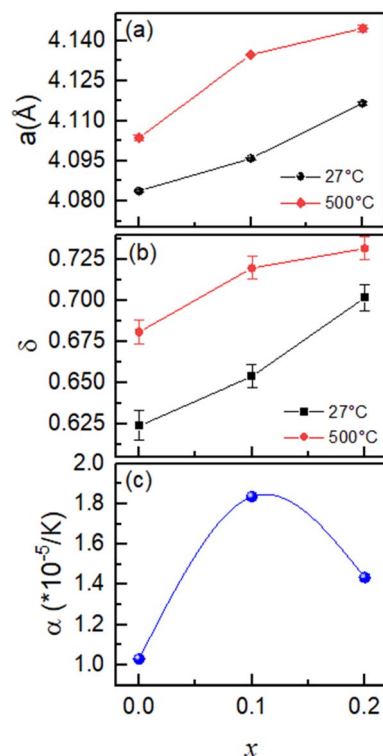 (a)
a(Å)
4.140
4.125
4.110
4.095
4.080
27°C
500°C
(b)
δ
0.725
0.700
0.675
0.650
0.625
27°C
500°C
(c)
α (*10⁻⁵/K)
2.0
1.8
1.6
1.4
1.2
1.0
0.0 0.1 0.2
x